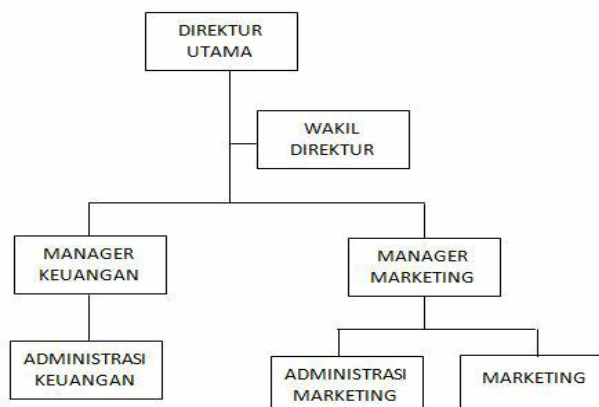 DIREKTUR
UTAMA
WAKIL
DIREKTUR
MANAGER
KEUANGAN
MANAGER
MARKETING
ADMINISTRASI
KEUANGAN
ADMINISTRASI
MARKETING
MARKETING